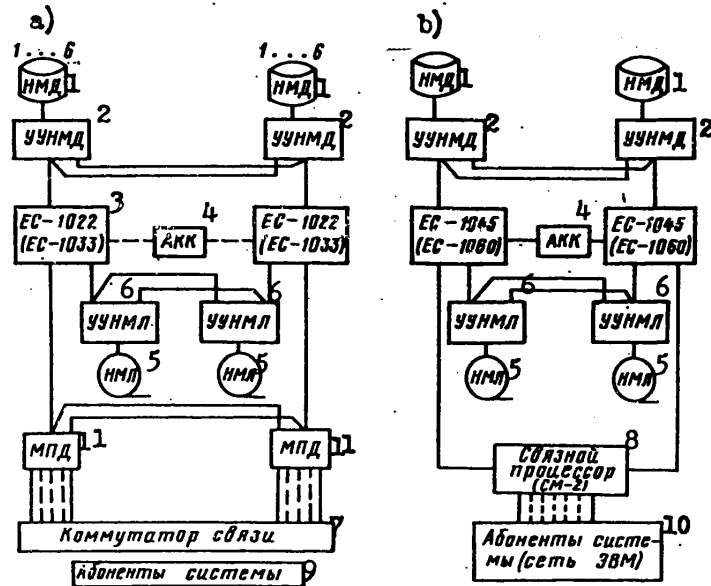 а) в)
1...6 1...6
НМД 1 НМД 1 НМД 1 НМД 1
2 2 2 2
УУНМД УУНМД УУНМД УУНМД
3 4 4
ЕС-1022 ЕС-1022 ЕС-1045 ЕС-1045
(ЕС-1033) АКК (ЕС-1033) (ЕС-1060) АКК (ЕС-1060)
6 6 6 6
УУНМЛ УУНМЛ УУНМЛ УУНМЛ
НМЛ 5 НМЛ 5 НМЛ 5 НМЛ 5
МПД 11 МПД 11
8
Связной
процессор
(СМ-2)
Коммутатор связи 7
10
Абоненты систе-
мы (сеть ЭВМ)
Абоненты системы 9